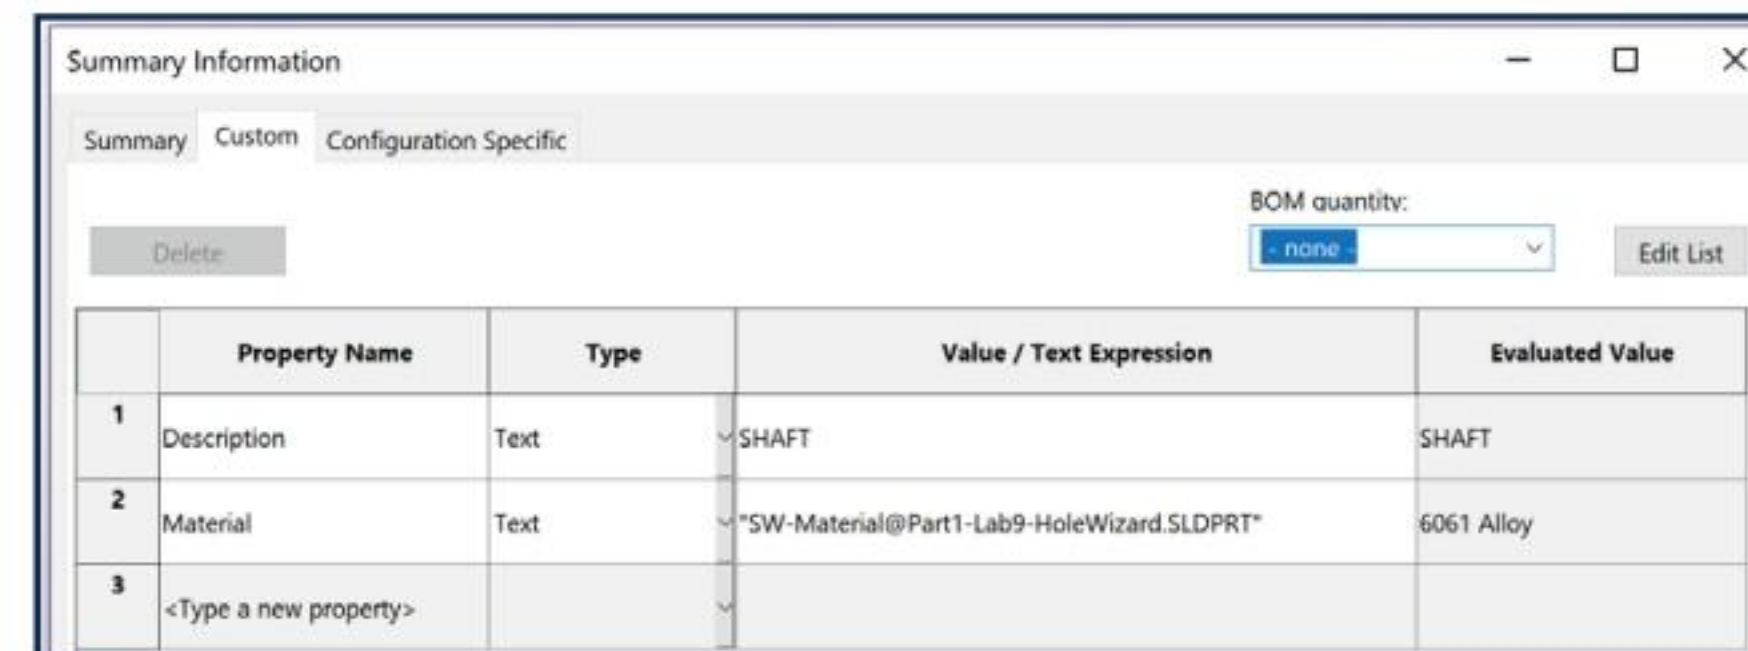 Summary Information
Summary Custom Configuration Specific
BOM quantity:
Delete - none - Edit List
Property Name Type Value / Text Expression Evaluated Value
1 Description Text SHAFT SHAFT
2 Material Text "SW-Material@Part1-Lab9-HoleWizard.SLDPRT" 6061 Alloy
3 <Type a new property>